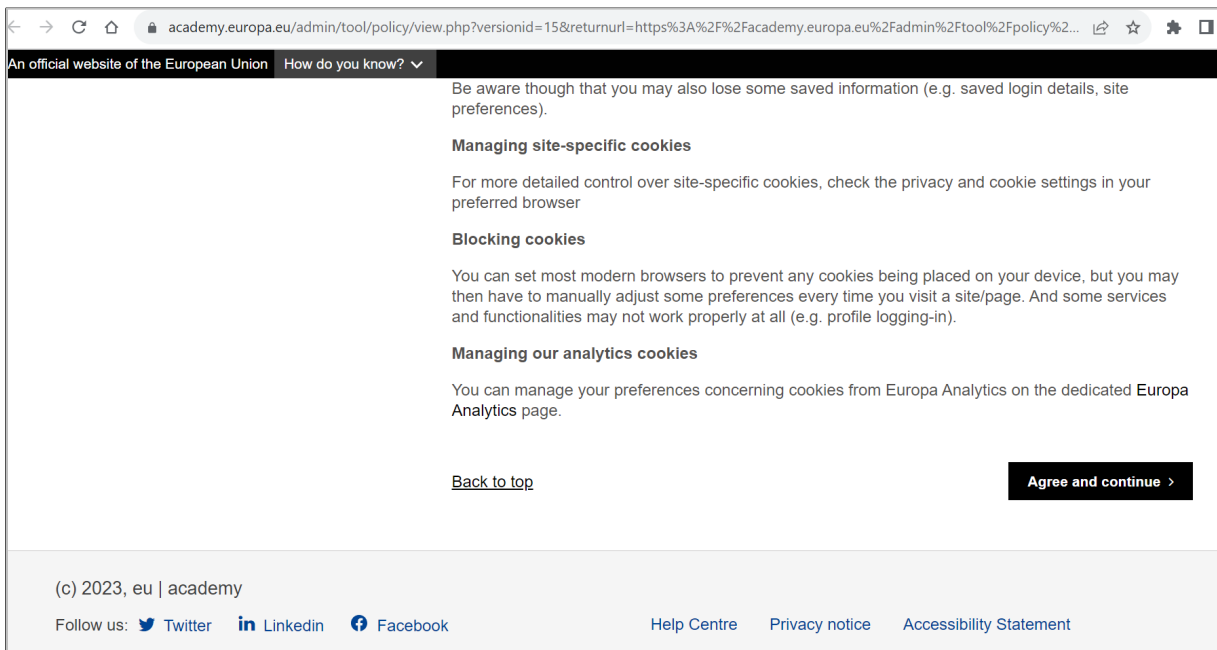 academy.europa.eu/admin/tool/policy/view.php?versionid=15&returnurl=https%3A%2F%2Facademy.europa.eu%2Fadmin%2Ftool%2Fpolicy%2...
An official website of the European Union How do you know?
Be aware though that you may also lose some saved information (e.g. saved login details, site
preferences).
Managing site-specific cookies
For more detailed control over site-specific cookies, check the privacy and cookie settings in your
preferred browser
Blocking cookies
You can set most modern browsers to prevent any cookies being placed on your device, but you may
then have to manually adjust some preferences every time you visit a site/page. And some services
and functionalities may not work properly at all (e.g. profile logging-in).
Managing our analytics cookies
You can manage your preferences concerning cookies from Europa Analytics on the dedicated Europa
Analytics page.
Back to top Agree and continue >
(c) 2023, eu | academy
Follow us: Twitter in Linkedin Facebook Help Centre Privacy notice Accessibility Statement